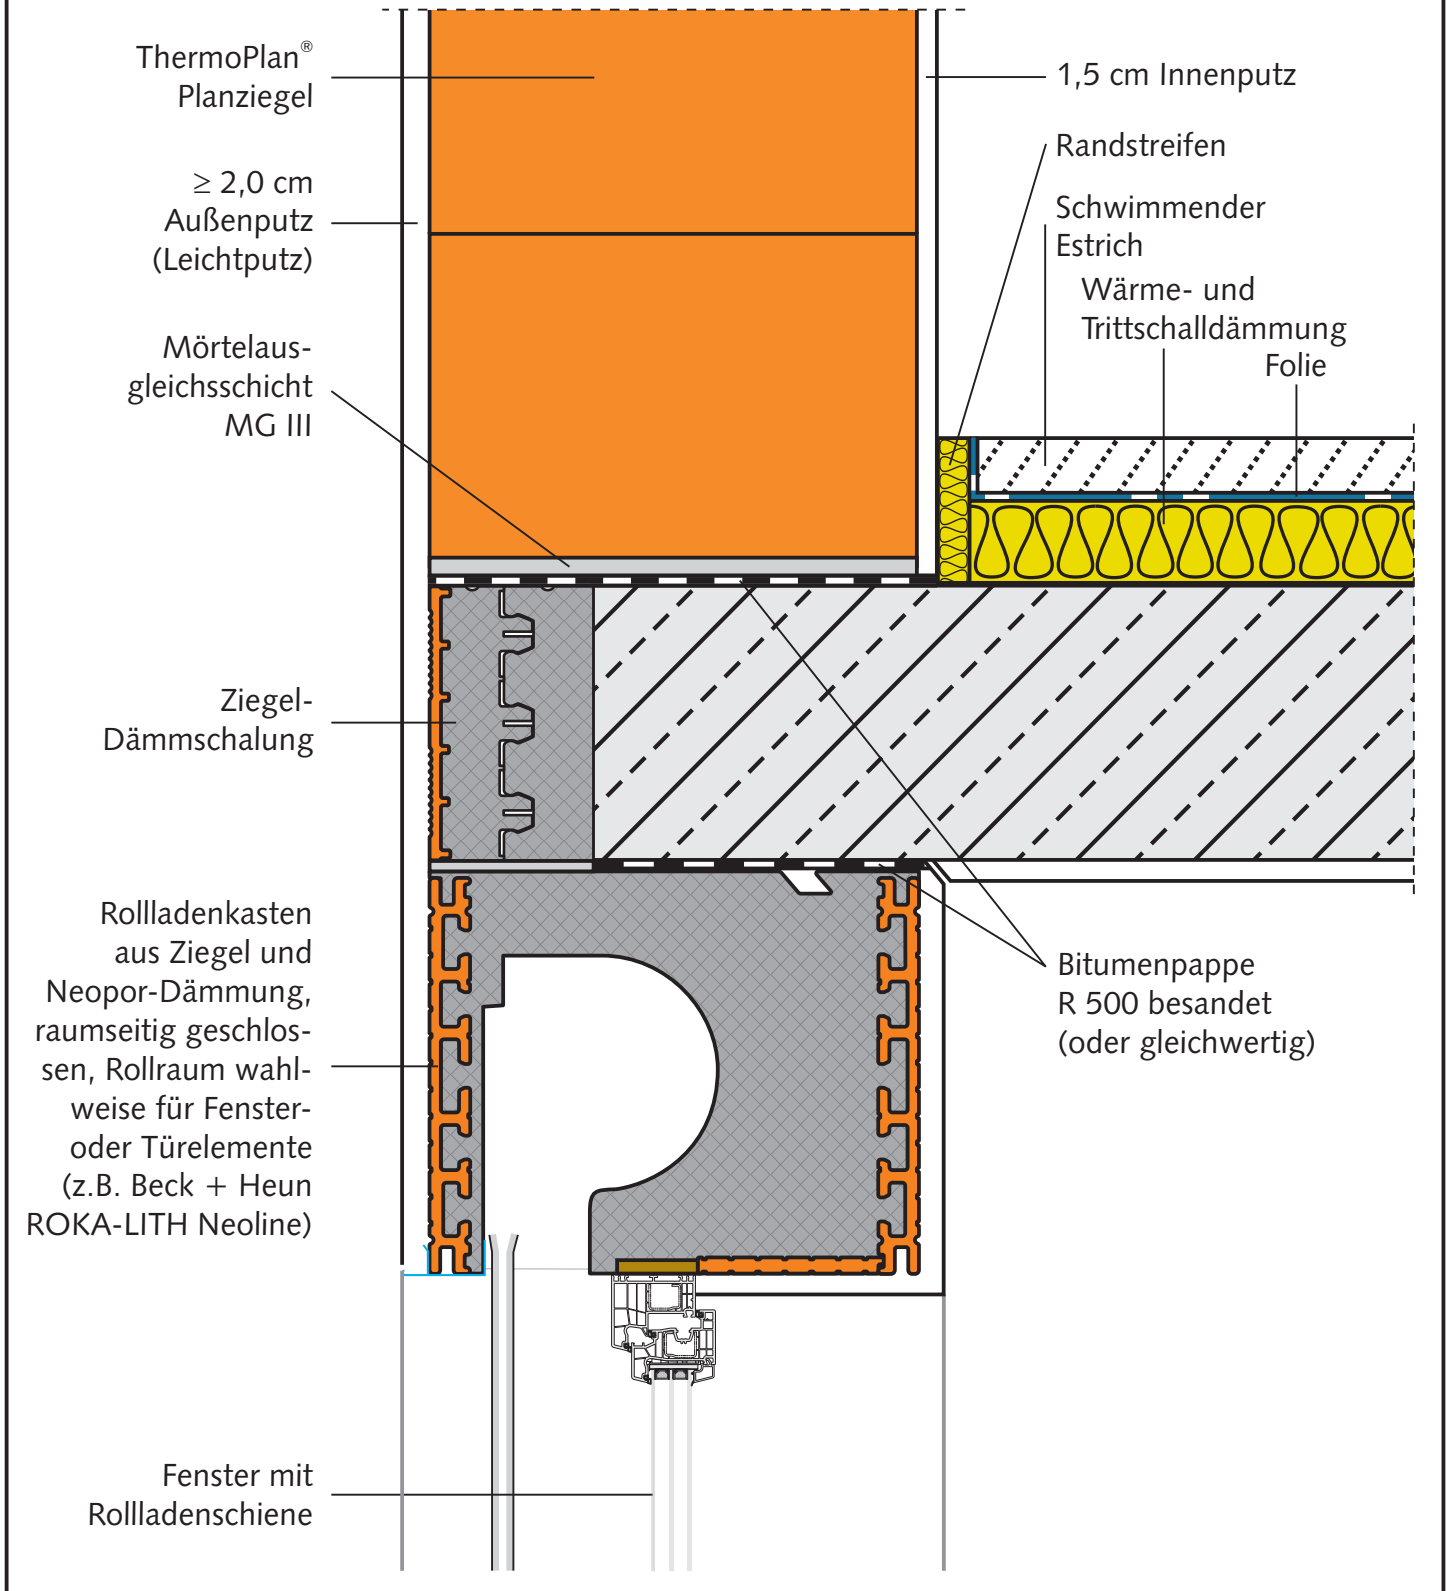 ThermoPlan®
Planziegel
≥ 2,0 cm
Außenputz
(Leichtputz)
Mörtelaus-
gleichsschicht
MG III
Ziegel-
Dämmschalung
Rollladenkasten
aus Ziegel und
Neopor-Dämmung,
raumseitig geschlos-
sen, Rollraum wahl-
weise für Fenster-
oder Türelemente
(z.B. Beck + Heun
ROKA-LITH Neoline)
Fenster mit
Rollladenschiene
1,5 cm Innenputz
Randstreifen
Schwimmender
Estrich
Wärme- und
Trittschalldämmung
Folie
Bitumenpappe
R 500 besandet
(oder gleichwertig)